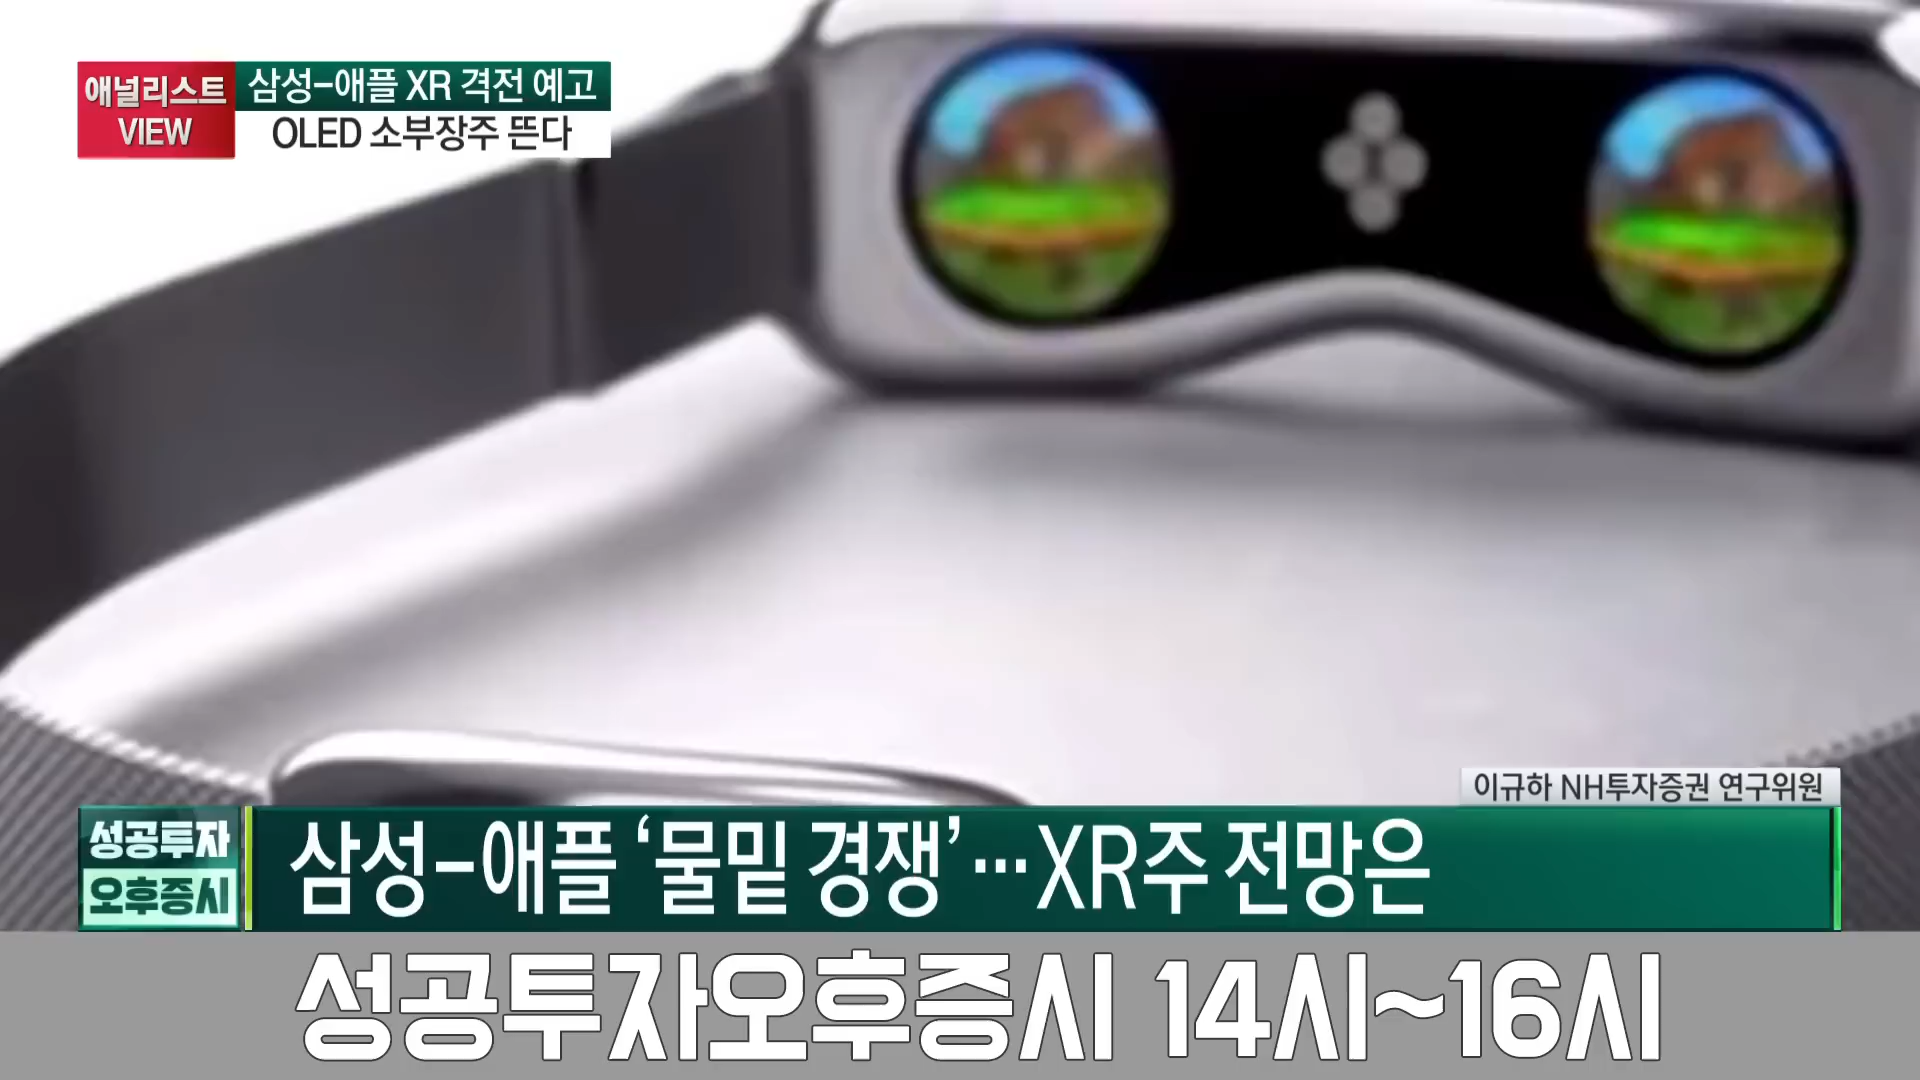 애널리스트
VIEW
삼성-애플 XR 격전 예고
OLED 소부장주 뜬다
이규하 NH투자증권 연구위원
성공투자
오후증시
삼성-애플 ‘물밑 경쟁’…XR주 전망은
성공투자오후증시 14시~16시